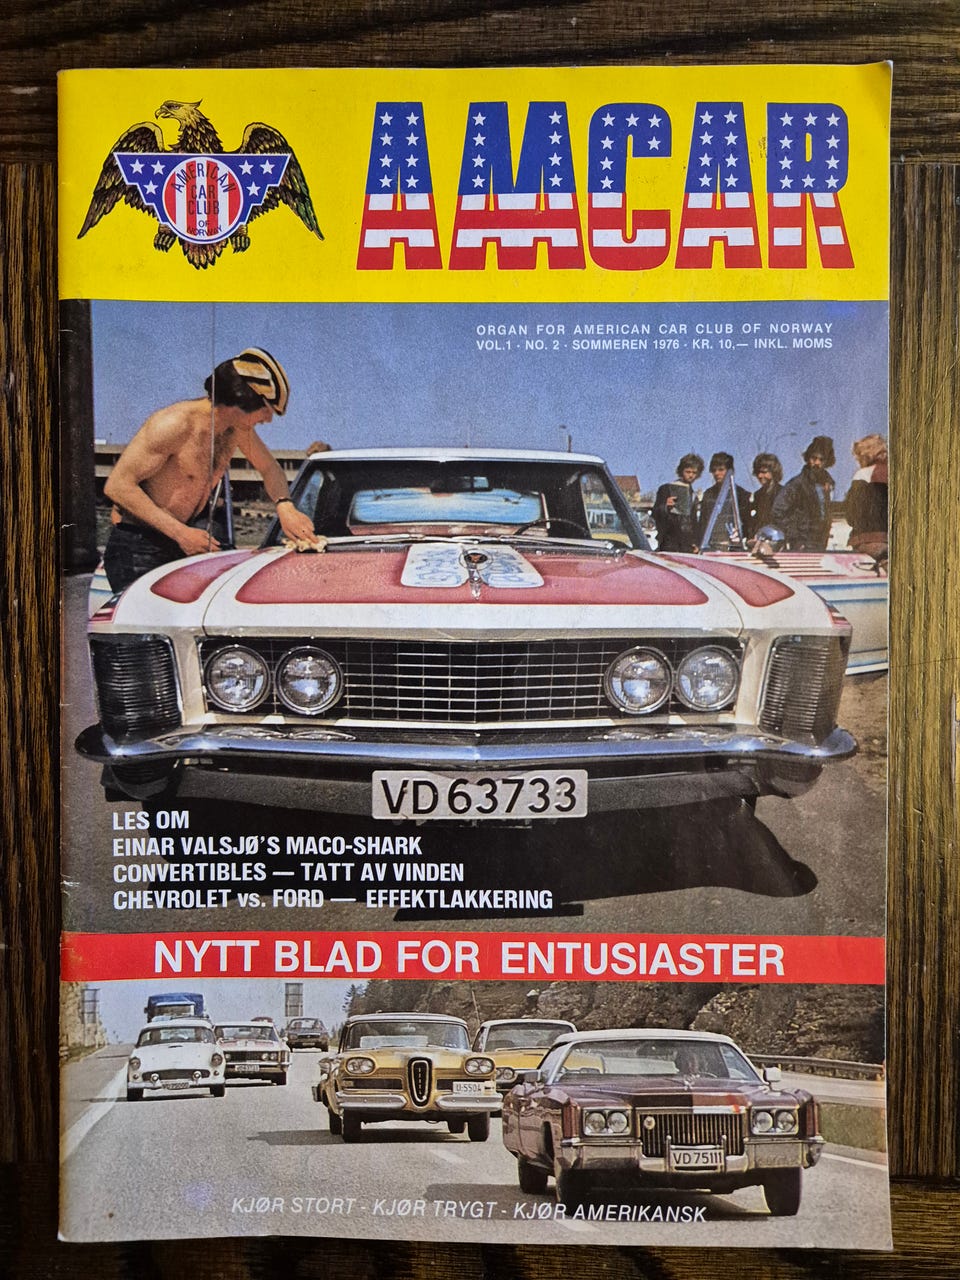 AMERICAN
CAR
CLUB
OF
NORWAY
AMCAR
ORGAN FOR AMERICAN CAR CLUB OF NORWAY
VOL.1 · NO. 2 · SOMMEREN 1976 · KR. 10,— INKL. MOMS
VD 63733
LES OM
EINAR VALSJØ'S MACO-SHARK
CONVERTIBLES — TATT AV VINDEN
CHEVROLET vs. FORD — EFFEKTLAKKERING
NYTT BLAD FOR ENTUSIASTER
U-5504
VD 75111
KJØR STORT - KJØR TRYGT - KJØR AMERIKANSK